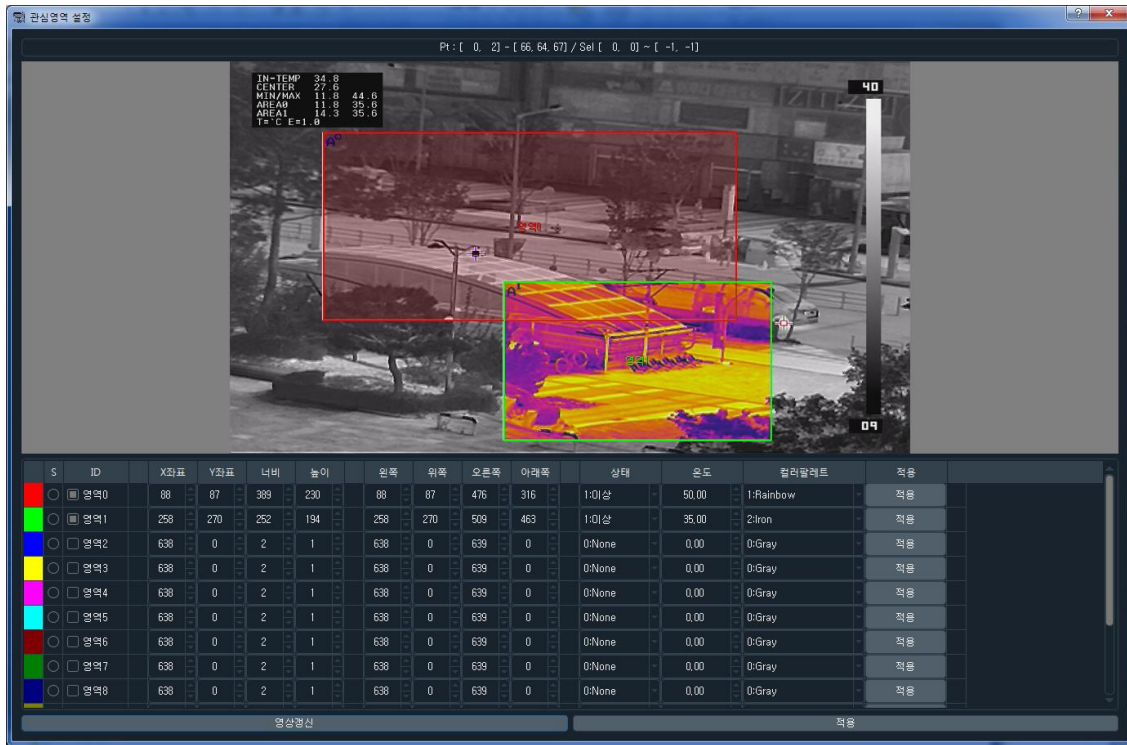 관심영역 설정
Pt : [ 0, 2] - [ 66, 64, 67] / Sel [ 0, 0] ~ [ -1, -1]
IN-TEMP 34.8
CENTER 27.6
MIN/MAX 11.8 44.6
AREA0 11.8 35.6
AREA1 14.3 35.6
T=`C E=1.0
40
A0
영역0
A1
영역1
09
S ID X좌표 Y좌표 너비 높이 왼쪽 위쪽 오른쪽 아래쪽 상태 온도 컬러팔레트 적용
영역0 88 87 389 230 88 87 476 316 1:이상 50,00 1:Rainbow 적용
영역1 258 270 252 194 258 270 509 463 1:이상 35,00 2:Iron 적용
영역2 638 0 2 1 638 0 639 0 0:None 0,00 0:Gray 적용
영역3 638 0 2 1 638 0 639 0 0:None 0,00 0:Gray 적용
영역4 638 0 2 1 638 0 639 0 0:None 0,00 0:Gray 적용
영역5 638 0 2 1 638 0 639 0 0:None 0,00 0:Gray 적용
영역6 638 0 2 1 638 0 639 0 0:None 0,00 0:Gray 적용
영역7 638 0 2 1 638 0 639 0 0:None 0,00 0:Gray 적용
영역8 638 0 2 1 638 0 639 0 0:None 0,00 0:Gray 적용
영상갱신 적용